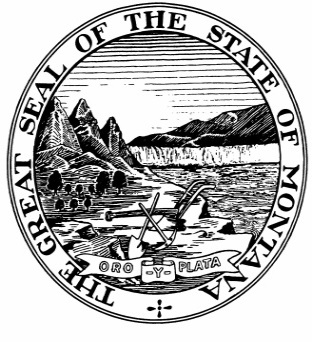 THE GREAT SEAL OF THE STATE OF MONTANA
ORO -Y- PLATA